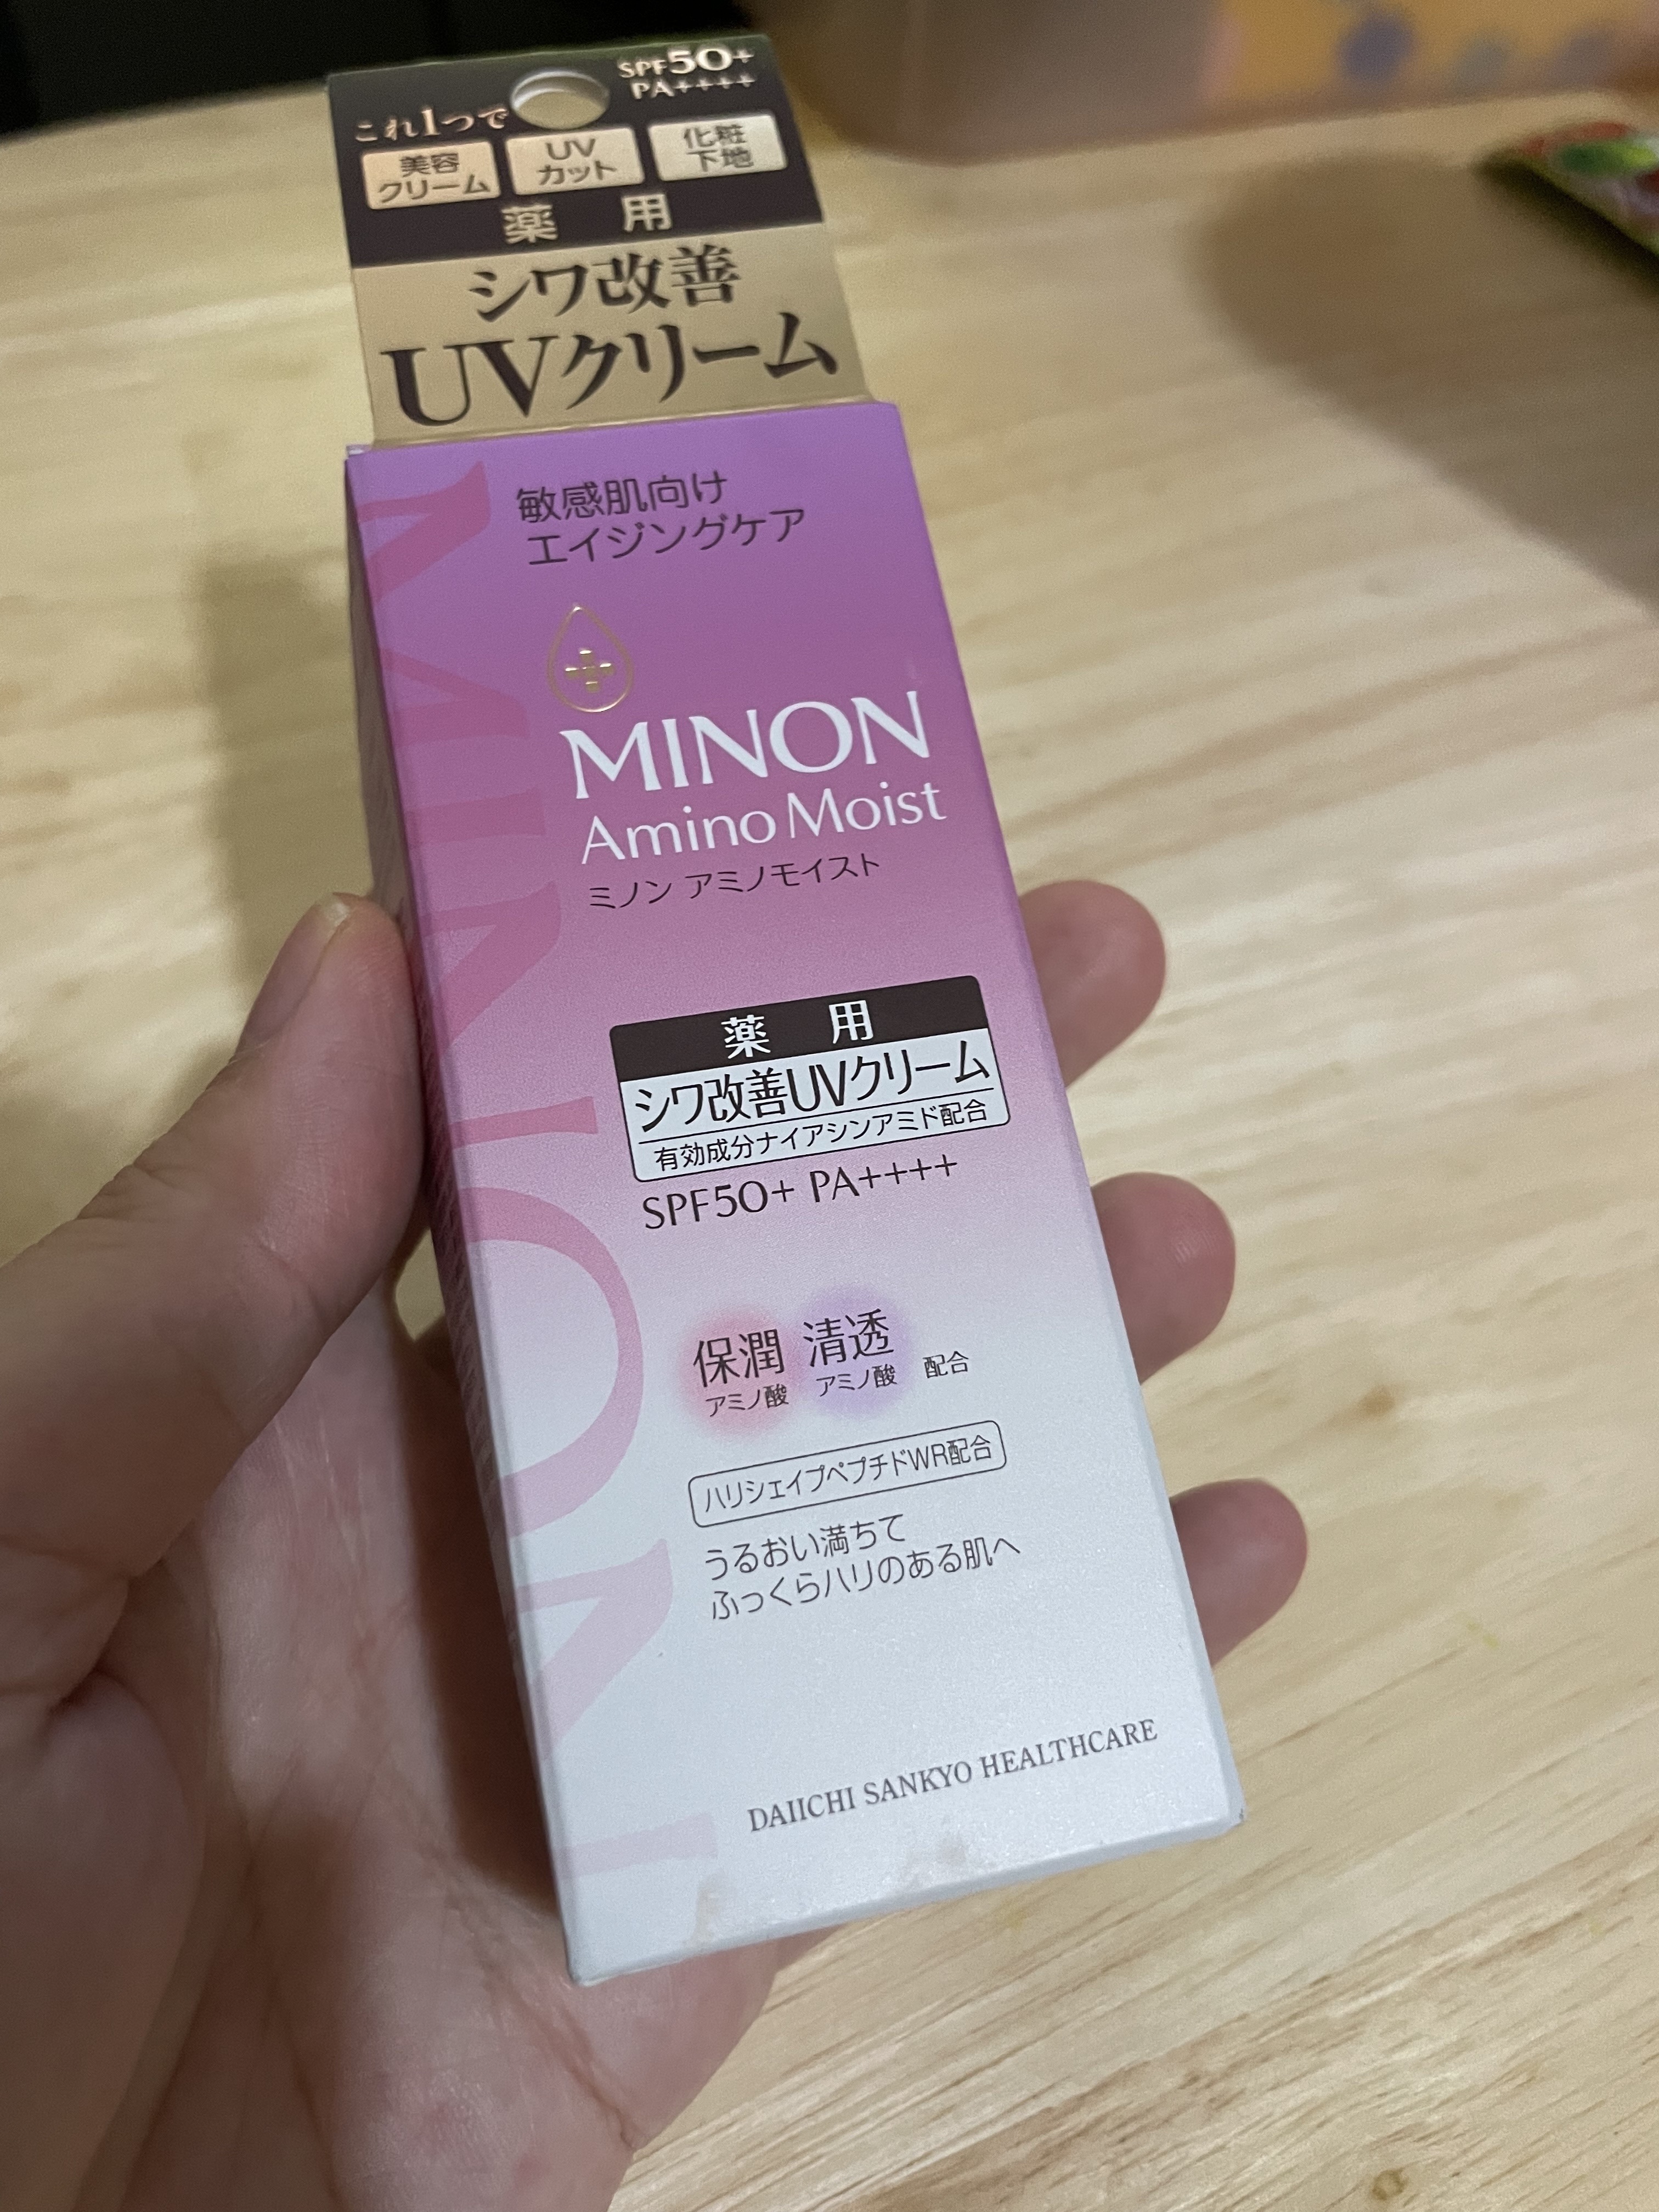 SPF50+
PA++++
これ1つで
美容
クリーム
UV
カット
化粧
下地
薬 用
シワ改善
UVクリーム
敏感肌向け
エイジングケア
MINON
Amino Moist
ミノン アミノモイスト
薬 用
シワ改善UVクリーム
有効成分ナイアシンアミド配合
SPF50+ PA++++
保潤 清透
アミノ酸 アミノ酸 配合
ハリシェイプペプチドWR配合
うるおい満ちて
ふっくらハリのある肌へ
DAIICHI SANKYO HEALTHCARE
MINON